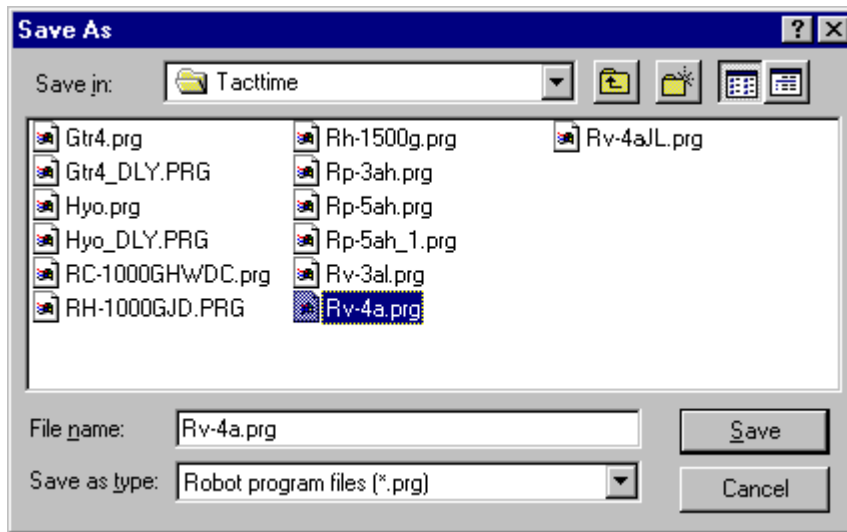 Save As
Save in: Tacttime
Gtr4.prg
Gtr4_DLY.PRG
Hyo.prg
Hyo_DLY.PRG
RC-1000GHWDC.prg
RH-1000GJD.PRG
Rh-1500g.prg
Rp-3ah.prg
Rp-5ah.prg
Rp-5ah_1.prg
Rv-3al.prg
Rv-4a.prg
Rv-4aJL.prg
File name: Rv-4a.prg
Save
Save as type: Robot program files (*.prg)
Cancel